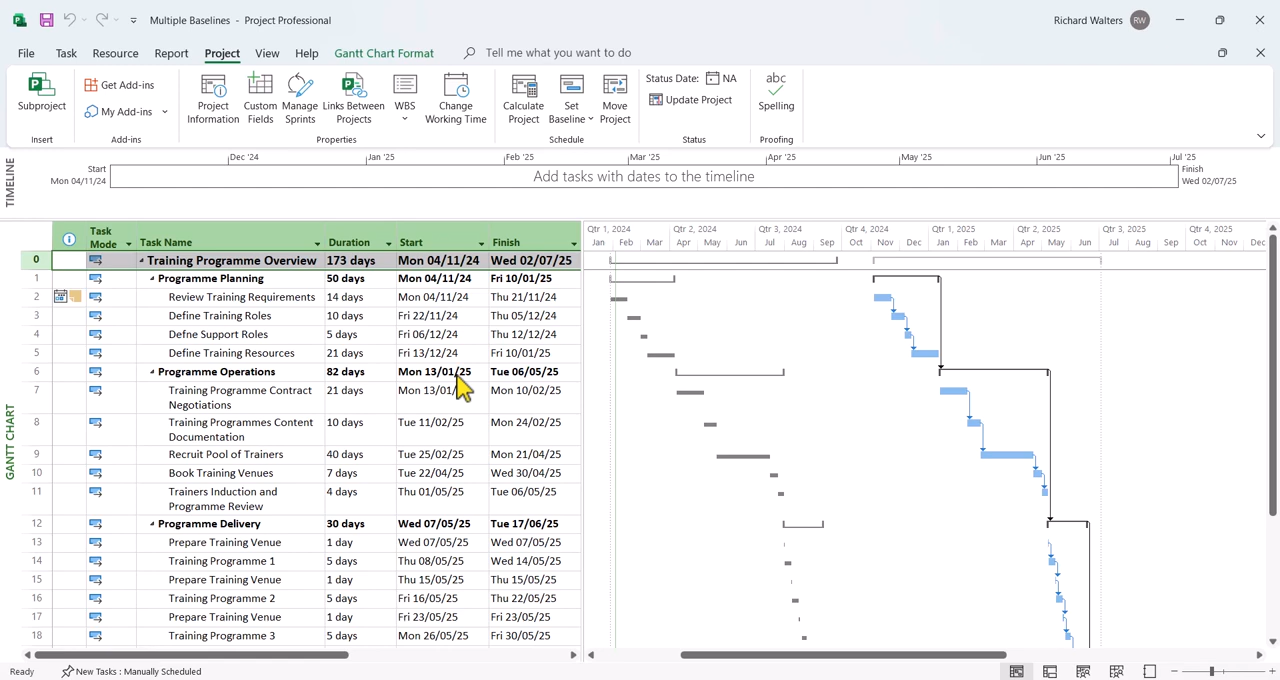 Multiple Baselines - Project Professional
Richard Walters RW
File Task Resource Report Project View Help Gantt Chart Format Tell me what you want to do
Subproject
Insert
Get Add-ins
My Add-ins
Add-ins
Project Information
Custom Fields
Manage Sprints
Links Between Projects
WBS
Change Working Time
Properties
Calculate Project
Set Baseline
Move Project
Schedule
Status Date: NA
Update Project
Status
abc
Spelling
Proofing
TIMELINE
Dec '24 Jan '25 Feb '25 Mar '25 Apr '25 May '25 Jun '25 Jul '25
Start
Mon 04/11/24
Add tasks with dates to the timeline
Finish
Wed 02/07/25
GANTT CHART
Task Mode Task Name Duration Start Finish
Qtr 1, 2024 Qtr 2, 2024 Qtr 3, 2024 Qtr 4, 2024 Qtr 1, 2025 Qtr 2, 2025 Qtr 3, 2025 Qtr 4, 2025
Jan Feb Mar Apr May Jun Jul Aug Sep Oct Nov Dec Jan Feb Mar Apr May Jun Jul Aug Sep Oct Nov Dec
0 Training Programme Overview 173 days Mon 04/11/24 Wed 02/07/25
1 Programme Planning 50 days Mon 04/11/24 Fri 10/01/25
2 Review Training Requirements 14 days Mon 04/11/24 Thu 21/11/24
3 Define Training Roles 10 days Fri 22/11/24 Thu 05/12/24
4 Defne Support Roles 5 days Fri 06/12/24 Thu 12/12/24
5 Define Training Resources 21 days Fri 13/12/24 Fri 10/01/25
6 Programme Operations 82 days Mon 13/01/25 Tue 06/05/25
7 Training Programme Contract Negotiations 21 days Mon 13/01/ Mon 10/02/25
8 Training Programmes Content Documentation 10 days Tue 11/02/25 Mon 24/02/25
9 Recruit Pool of Trainers 40 days Tue 25/02/25 Mon 21/04/25
10 Book Training Venues 7 days Tue 22/04/25 Wed 30/04/25
11 Trainers Induction and Programme Review 4 days Thu 01/05/25 Tue 06/05/25
12 Programme Delivery 30 days Wed 07/05/25 Tue 17/06/25
13 Prepare Training Venue 1 day Wed 07/05/25 Wed 07/05/25
14 Training Programme 1 5 days Thu 08/05/25 Wed 14/05/25
15 Prepare Training Venue 1 day Thu 15/05/25 Thu 15/05/25
16 Training Programme 2 5 days Fri 16/05/25 Thu 22/05/25
17 Prepare Training Venue 1 day Fri 23/05/25 Fri 23/05/25
18 Training Programme 3 5 days Mon 26/05/25 Fri 30/05/25
Ready New Tasks : Manually Scheduled